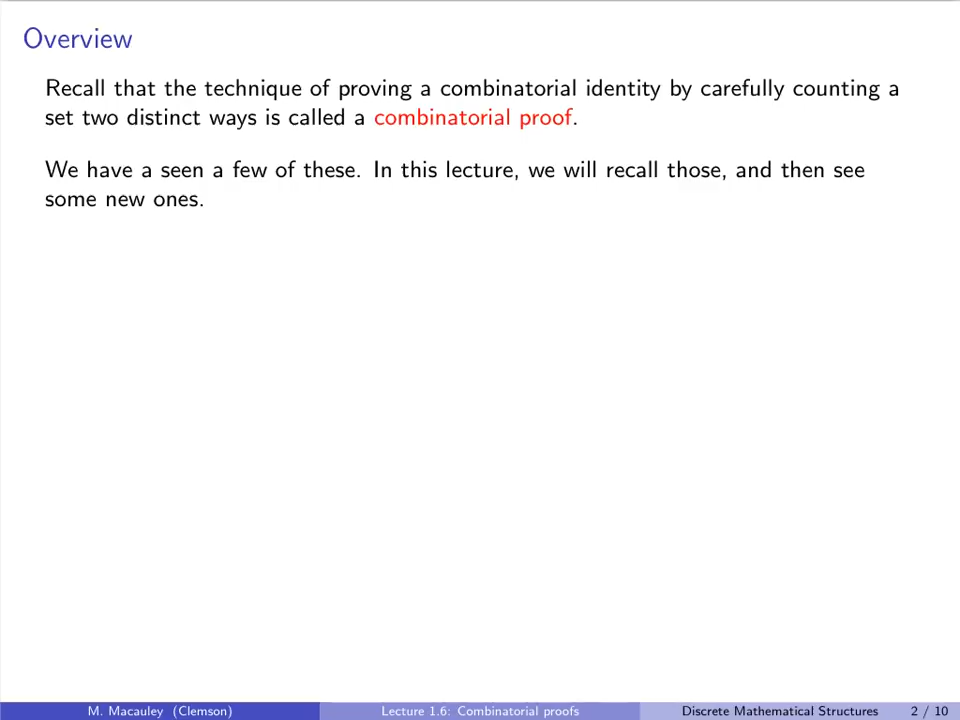 Overview
Recall that the technique of proving a combinatorial identity by carefully counting a
set two distinct ways is called a combinatorial proof.
We have a seen a few of these. In this lecture, we will recall those, and then see
some new ones.
M. Macauley (Clemson) Lecture 1.6: Combinatorial proofs Discrete Mathematical Structures 2 / 10